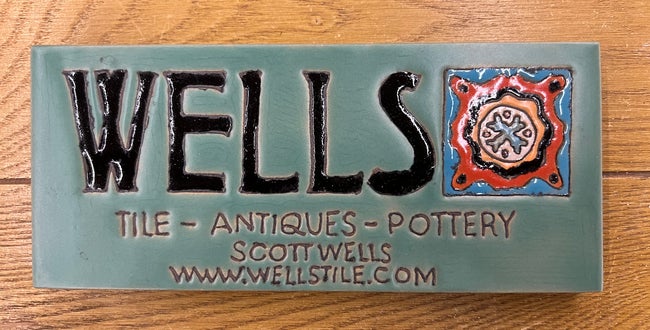 WELLS
TILE - ANTIQUES - POTTERY
SCOTT WELLS
WWW.WELLSTILE.COM